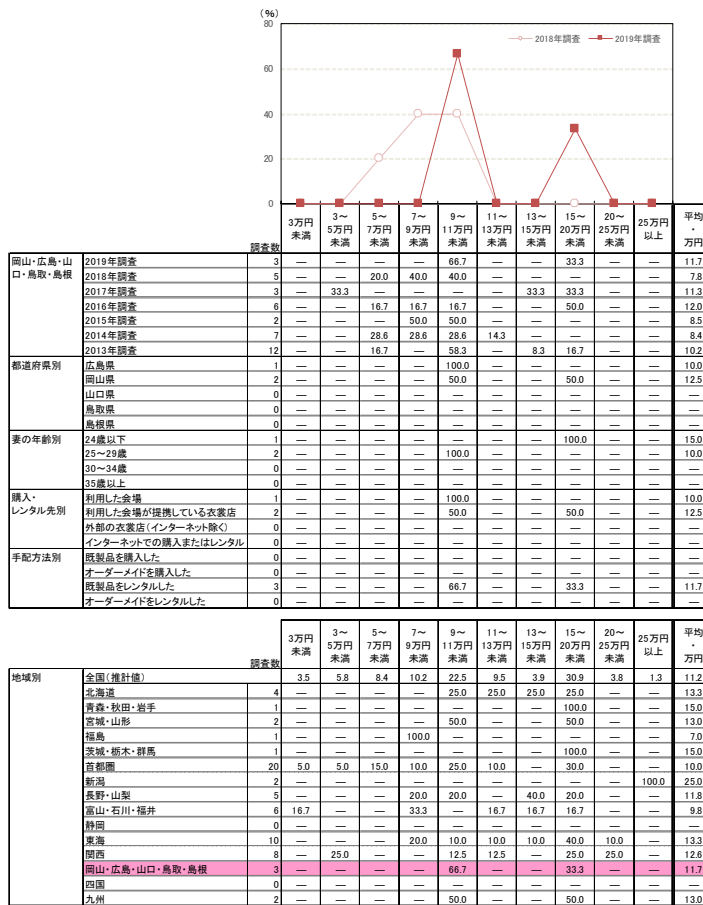 (%)
80
60
40
20
0
2018年調査 2019年調査
調査数 3万円未満 3～5万円未満 5～7万円未満 7～9万円未満 9～11万円未満 11～13万円未満 13～15万円未満 15～20万円未満 20～25万円未満 25万円以上 平均・万円
岡山・広島・山口・鳥取・島根 2019年調査 3 — — — — 66.7 — — 33.3 — — 11.7
2018年調査 5 — — 20.0 40.0 40.0 — — — — — 7.8
2017年調査 3 — 33.3 — — — — 33.3 33.3 — — 11.3
2016年調査 6 — — 16.7 16.7 16.7 — — 50.0 — — 12.0
2015年調査 2 — — — 50.0 50.0 — — — — — 8.5
2014年調査 7 — — 28.6 28.6 28.6 14.3 — — — — 8.4
2013年調査 12 — — 16.7 — 58.3 — 8.3 16.7 — — 10.2
都道府県別 広島県 1 — — — — 100.0 — — — — — 10.0
岡山県 2 — — — — 50.0 — — 50.0 — — 12.5
山口県 0 — — — — — — — — — — —
鳥取県 0 — — — — — — — — — — —
島根県 0 — — — — — — — — — — —
妻の年齢別 24歳以下 1 — — — — — — — 100.0 — — 15.0
25～29歳 2 — — — — 100.0 — — — — — 10.0
30～34歳 0 — — — — — — — — — — —
35歳以上 0 — — — — — — — — — — —
購入・レンタル先別 利用した会場 1 — — — — 100.0 — — — — — 10.0
利用した会場が提携している衣裳店 2 — — — — 50.0 — — 50.0 — — 12.5
外部の衣裳店(インターネット除く) 0 — — — — — — — — — — —
インターネットでの購入またはレンタル 0 — — — — — — — — — — —
手配方法別 既製品を購入した 0 — — — — — — — — — — —
オーダーメイドを購入した 0 — — — — — — — — — — —
既製品をレンタルした 3 — — — — 66.7 — — 33.3 — — 11.7
オーダーメイドをレンタルした 0 — — — — — — — — — — —
調査数 3万円未満 3～5万円未満 5～7万円未満 7～9万円未満 9～11万円未満 11～13万円未満 13～15万円未満 15～20万円未満 20～25万円未満 25万円以上 平均・万円
地域別 全国(推計値) 3.5 5.8 8.4 10.2 22.5 9.5 3.9 30.9 3.8 1.3 11.2
北海道 4 — — — — 25.0 25.0 25.0 25.0 — — 13.3
青森・秋田・岩手 1 — — — — — — — 100.0 — — 15.0
宮城・山形 2 — — — — 50.0 — — 50.0 — — 13.0
福島 1 — — — 100.0 — — — — — — 7.0
茨城・栃木・群馬 1 — — — — — — — 100.0 — — 15.0
首都圏 20 5.0 5.0 15.0 10.0 25.0 10.0 — 30.0 — — 10.0
新潟 2 — — — — — — — — — 100.0 25.0
長野・山梨 5 — — — 20.0 20.0 — 40.0 20.0 — — 11.8
富山・石川・福井 6 16.7 — — 33.3 — 16.7 16.7 16.7 — — 9.8
静岡 0 — — — — — — — — — — —
東海 10 — — — 20.0 10.0 10.0 10.0 40.0 10.0 — 13.3
関西 8 — 25.0 — — 12.5 12.5 — 25.0 25.0 — 12.6
岡山・広島・山口・鳥取・島根 3 — — — — 66.7 — — 33.3 — — 11.7
四国 0 — — — — — — — — — — —
九州 2 — — — — 50.0 — — 50.0 — — 13.0